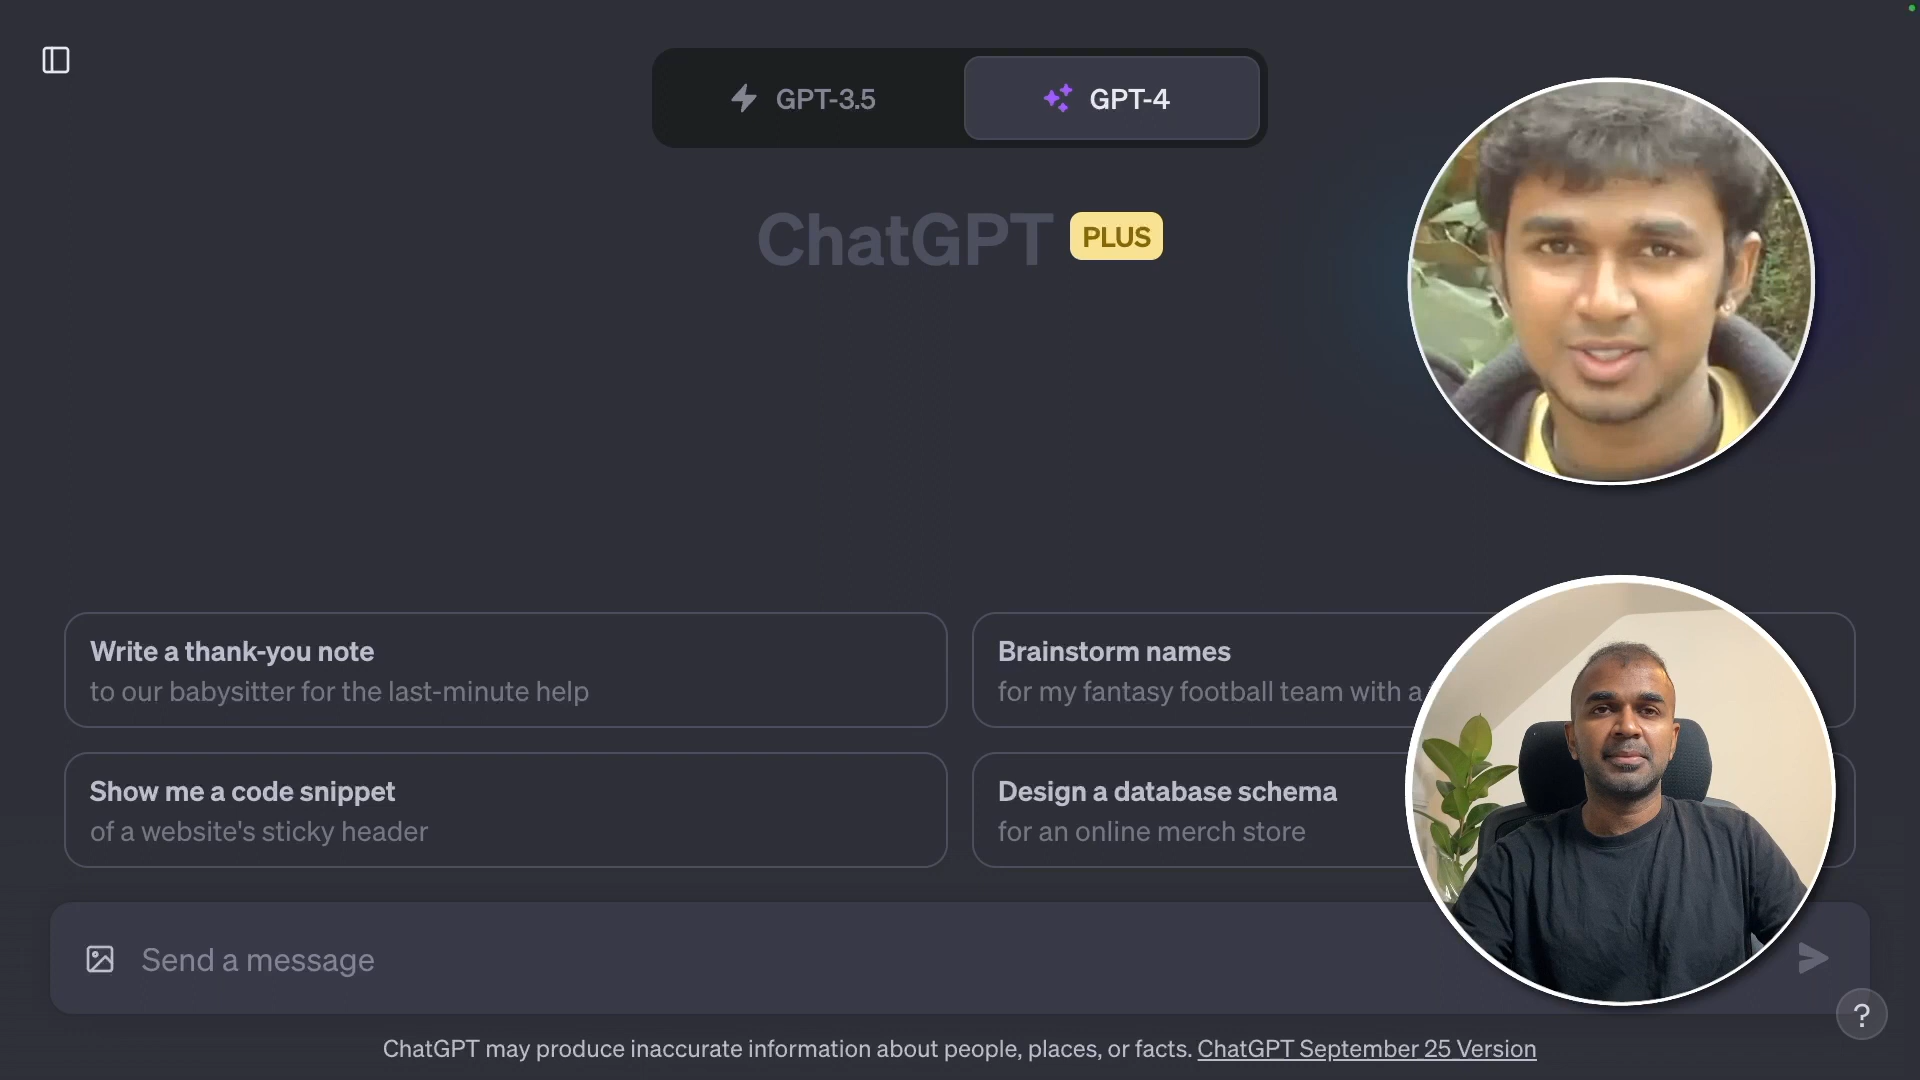 GPT-3.5
GPT-4
ChatGPT PLUS
Write a thank-you note
to our babysitter for the last-minute help
Brainstorm names
for my fantasy football team with a
Show me a code snippet
of a website's sticky header
Design a database schema
for an online merch store
Send a message
?
ChatGPT may produce inaccurate information about people, places, or facts. ChatGPT September 25 Version